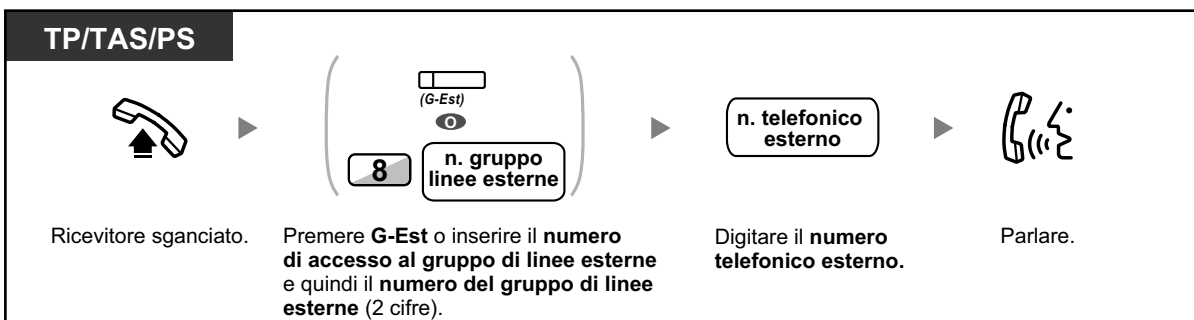 TP/TAS/PS
(G-Est)
O
8
n. gruppo
linee esterne
n. telefonico
esterno
Ricevitore sganciato.
Premere G-Est o inserire il numero
di accesso al gruppo di linee esterne
e quindi il numero del gruppo di linee
esterne (2 cifre).
Digitare il numero
telefonico esterno.
Parlare.